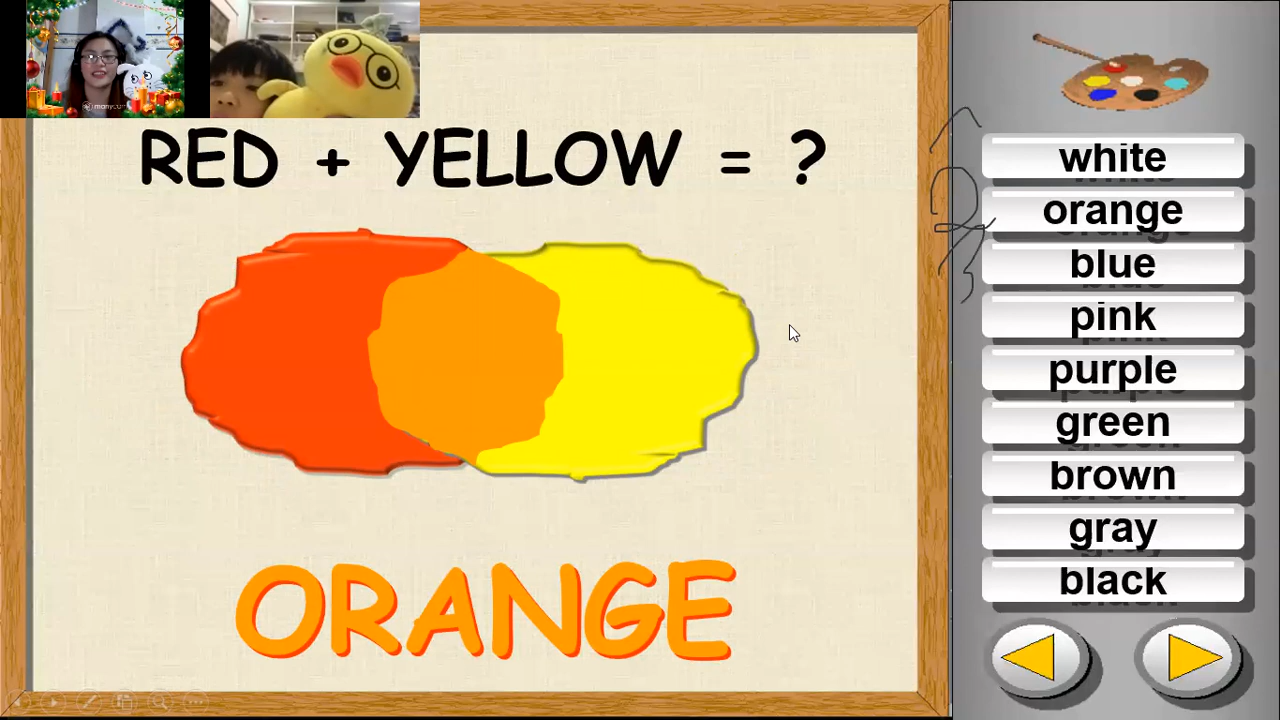 RED + YELLOW = ?
ORANGE
white
orange
blue
pink
purple
green
brown
gray
black